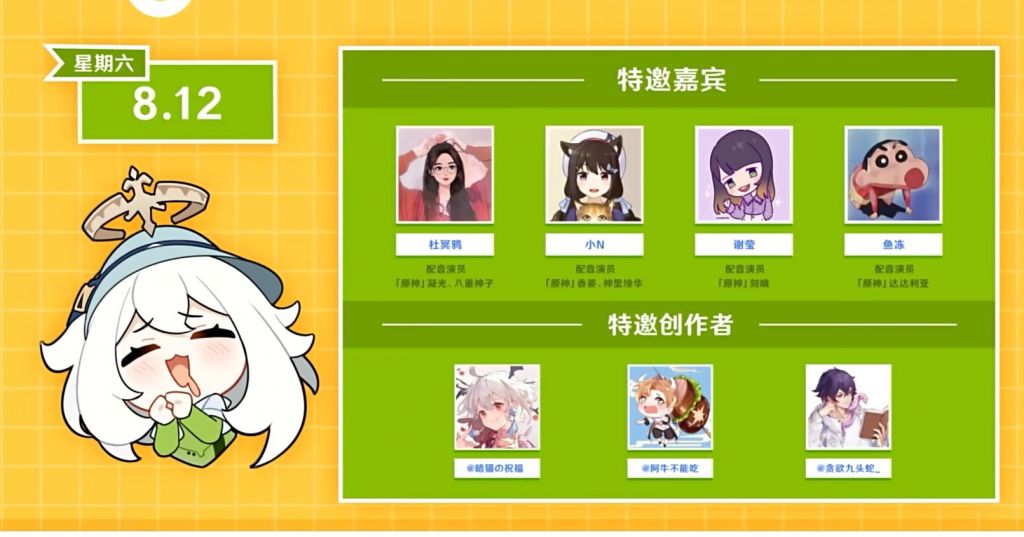 星期六
8.12
特邀嘉宾
杜冥鸦
小N
谢莹
鱼冻
配音演员
「原神」凝光、八重神子
配音演员
「原神」香菱、神里绫华
配音演员
「原神」刻晴
配音演员
「原神」达达利亚
特邀创作者
@蜡猫の祝福
@阿牛不能吃
@贪欲九头蛇_